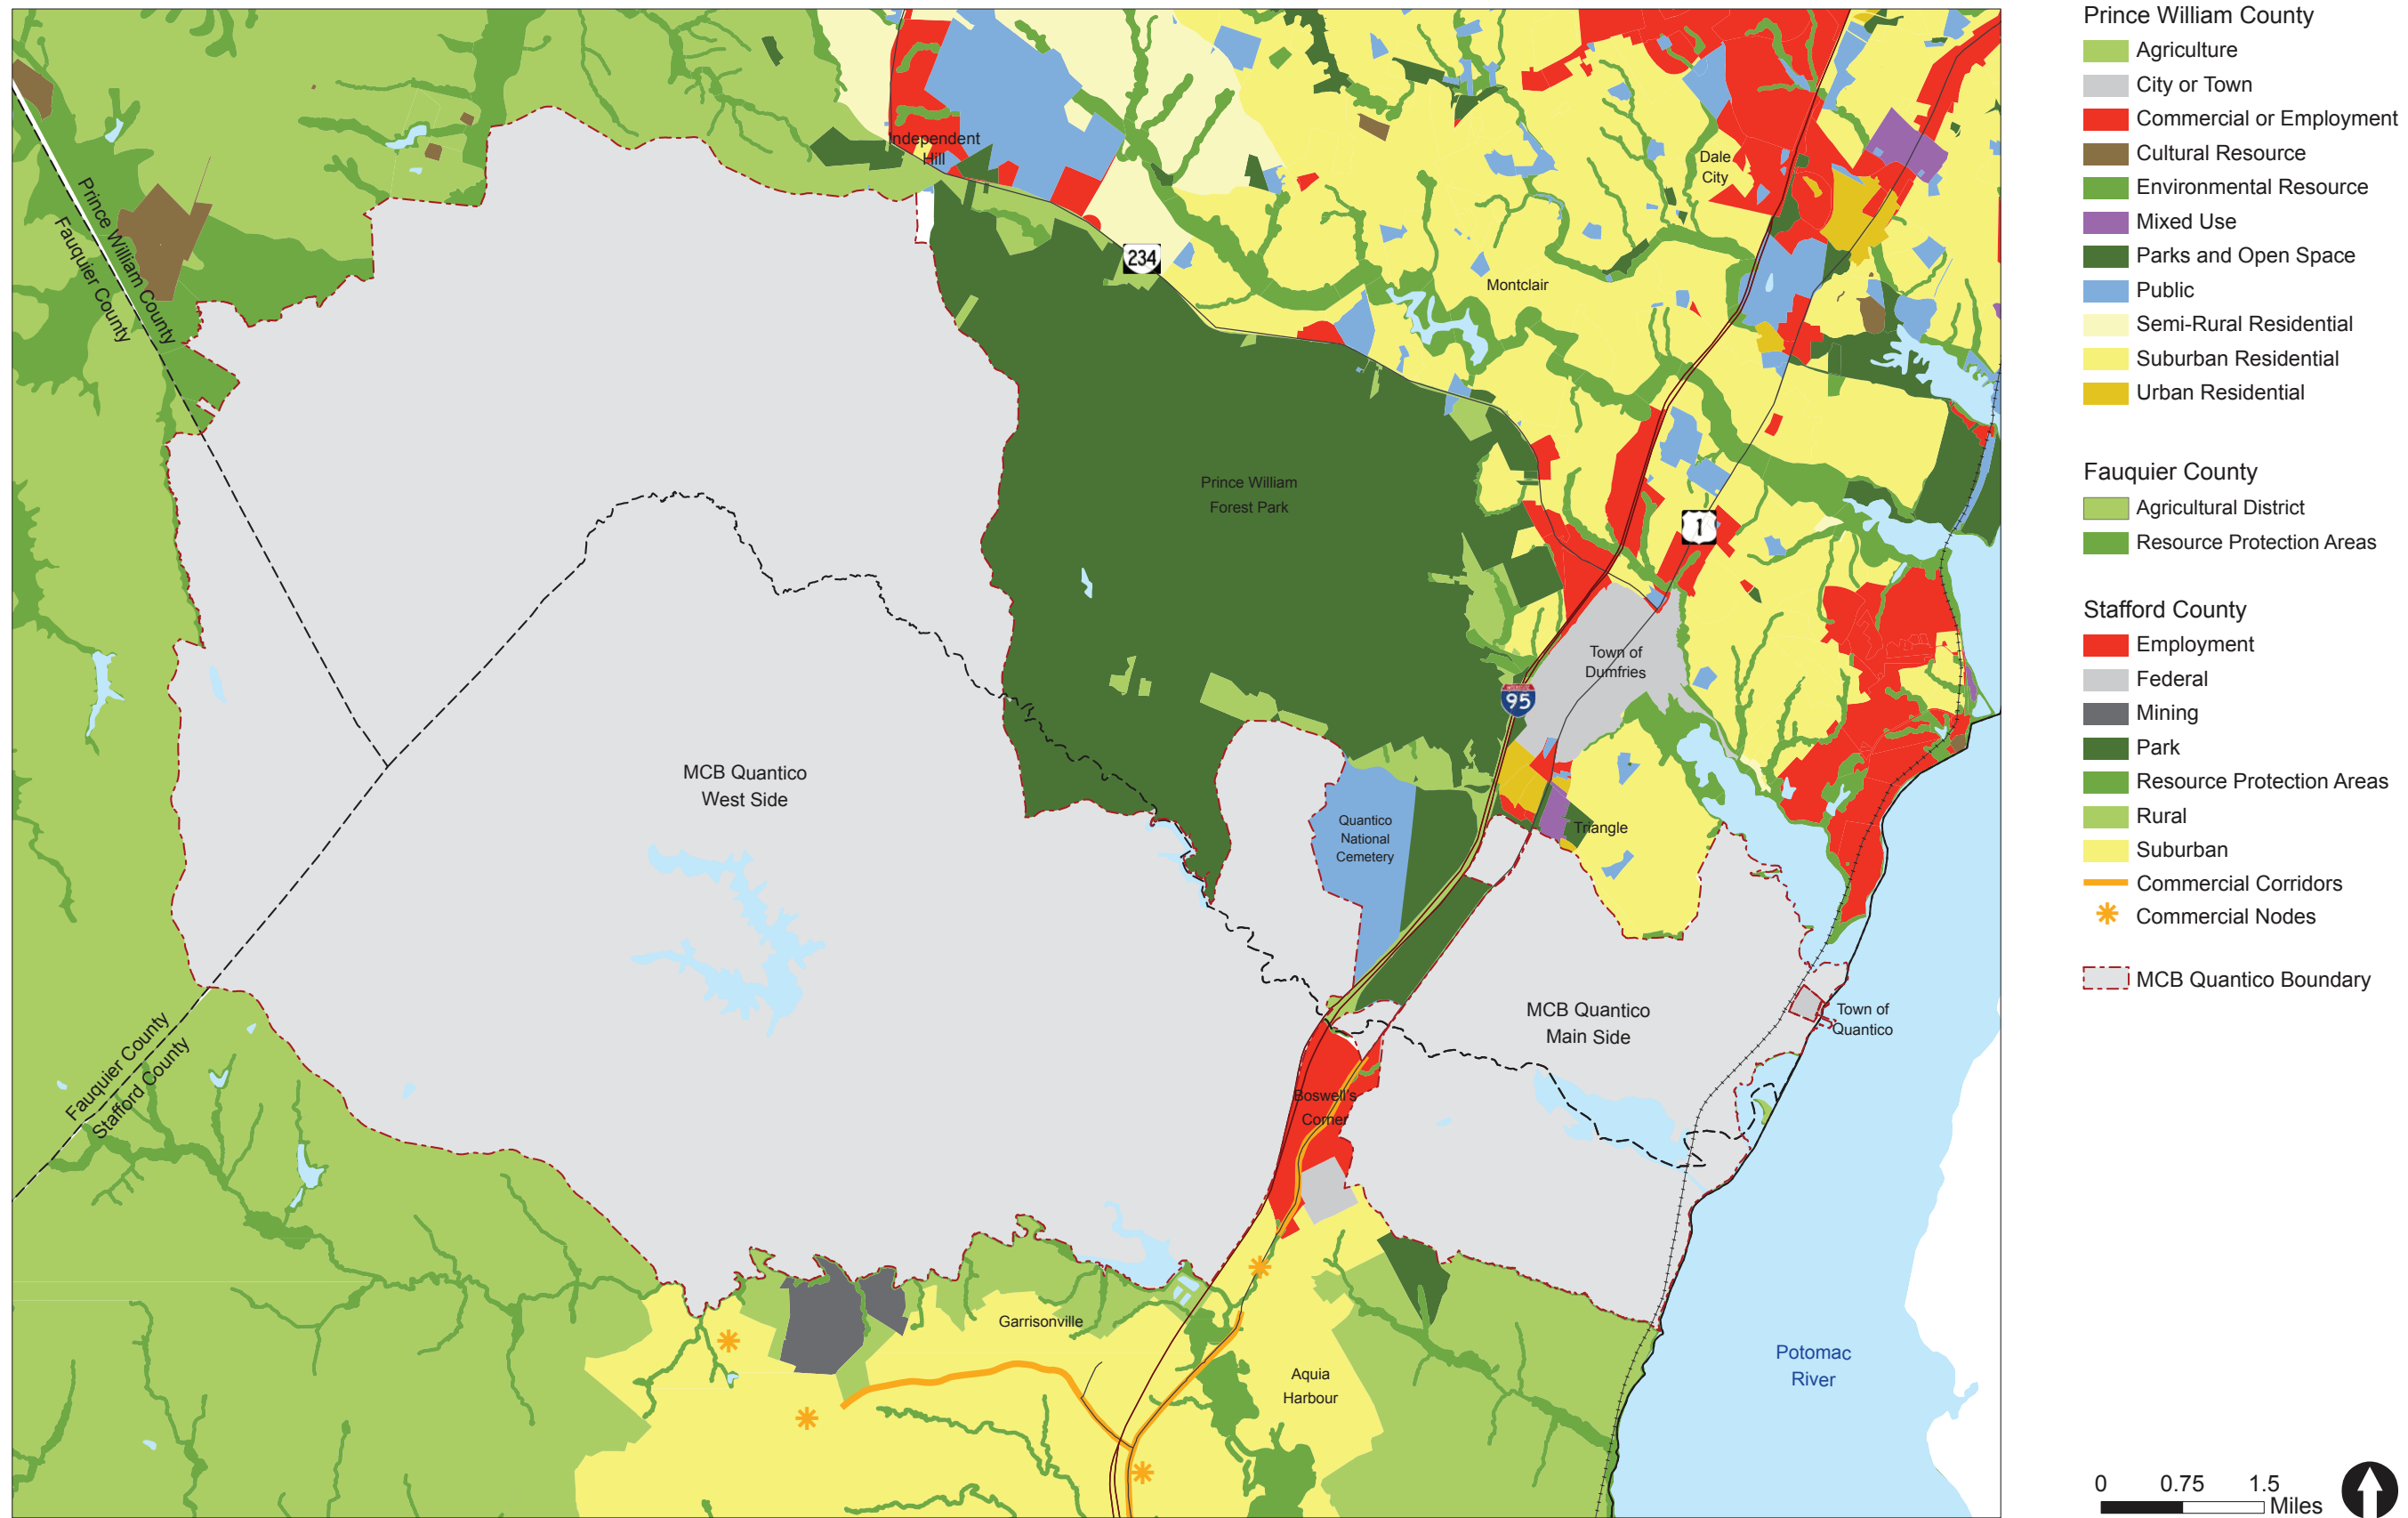 Independent
Hill
Dale
City
234
Montclair
Prince William County
Fauquier County
Prince William
Forest Park
1
Town of
Dumfries
95
MCB Quantico
West Side
Quantico
National
Cemetery
Triangle
MCB Quantico
Main Side
Town of
Quantico
Fauquier County
Stafford County
Boswell's
Corner
Garrisonville
Aquia
Harbour
Potomac
River
Prince William County
Agriculture
City or Town
Commercial or Employment
Cultural Resource
Environmental Resource
Mixed Use
Parks and Open Space
Public
Semi-Rural Residential
Suburban Residential
Urban Residential
Fauquier County
Agricultural District
Resource Protection Areas
Stafford County
Employment
Federal
Mining
Park
Resource Protection Areas
Rural
Suburban
Commercial Corridors
Commercial Nodes
MCB Quantico Boundary
0 0.75 1.5
Miles